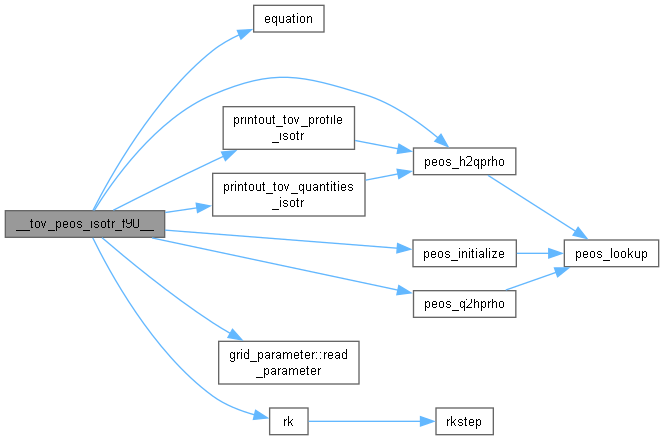 equation
printout_tov_profile
_isotr
peos_h2qprho
printout_tov_quantities
_isotr
__tov_peos_isotr_f90__
peos_initialize
peos_lookup
peos_q2hprho
grid_parameter::read
_parameter
rk
rkstep